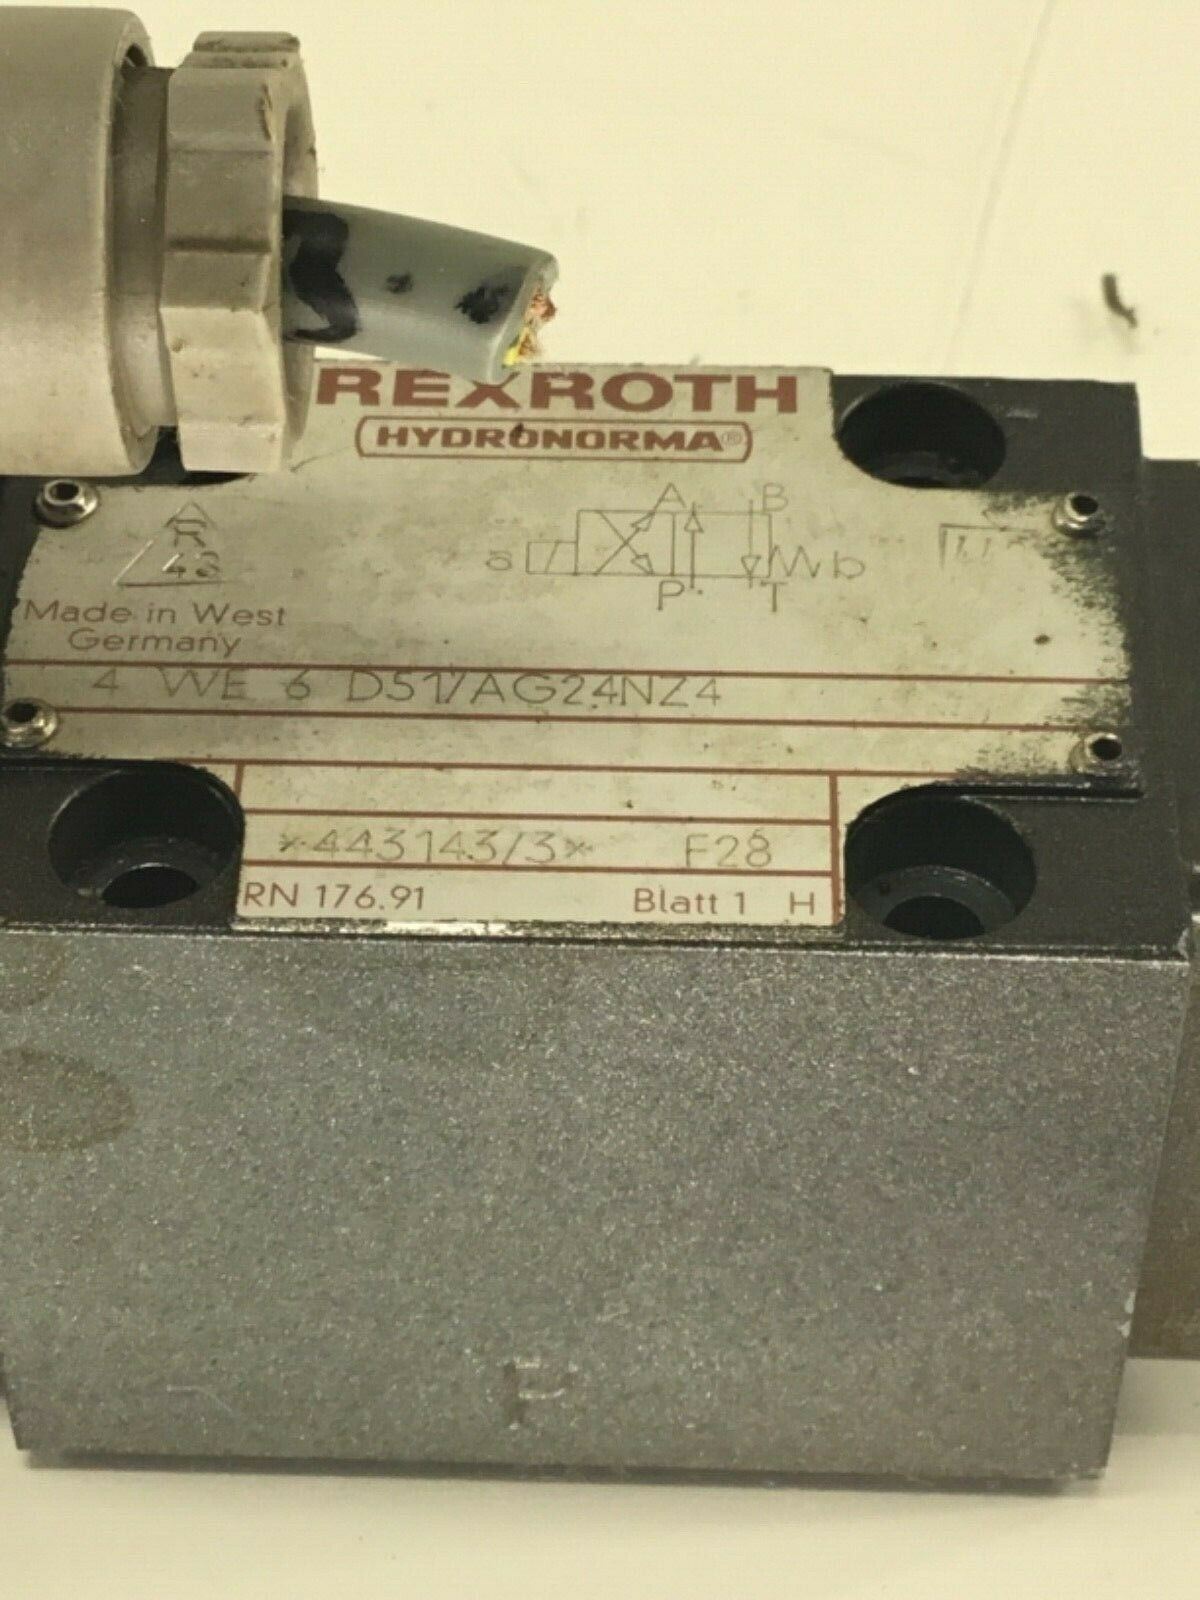 REXROTH
HYDRONORMA®
A B
R
43
a b
P T
Made in West
Germany
4 WE 6 D51/AG24NZ4
*443143/3* F28
RN 176.91 Blatt 1 H